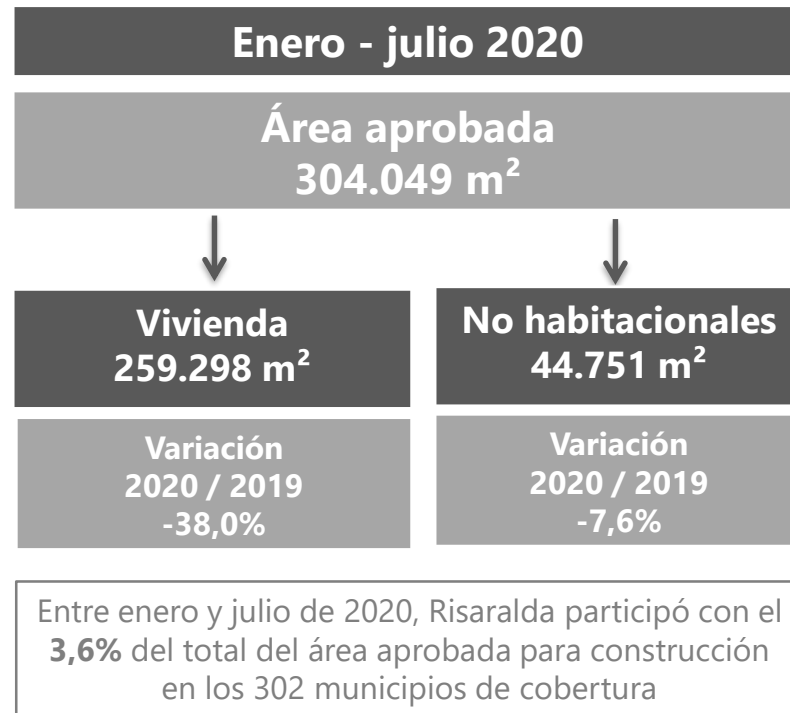 Enero - julio 2020
Área aprobada
304.049 m²
Vivienda
259.298 m²
No habitacionales
44.751 m²
Variación
2020 / 2019
-38,0%
Variación
2020 / 2019
-7,6%
Entre enero y julio de 2020, Risaralda participó con el
3,6% del total del área aprobada para construcción
en los 302 municipios de cobertura